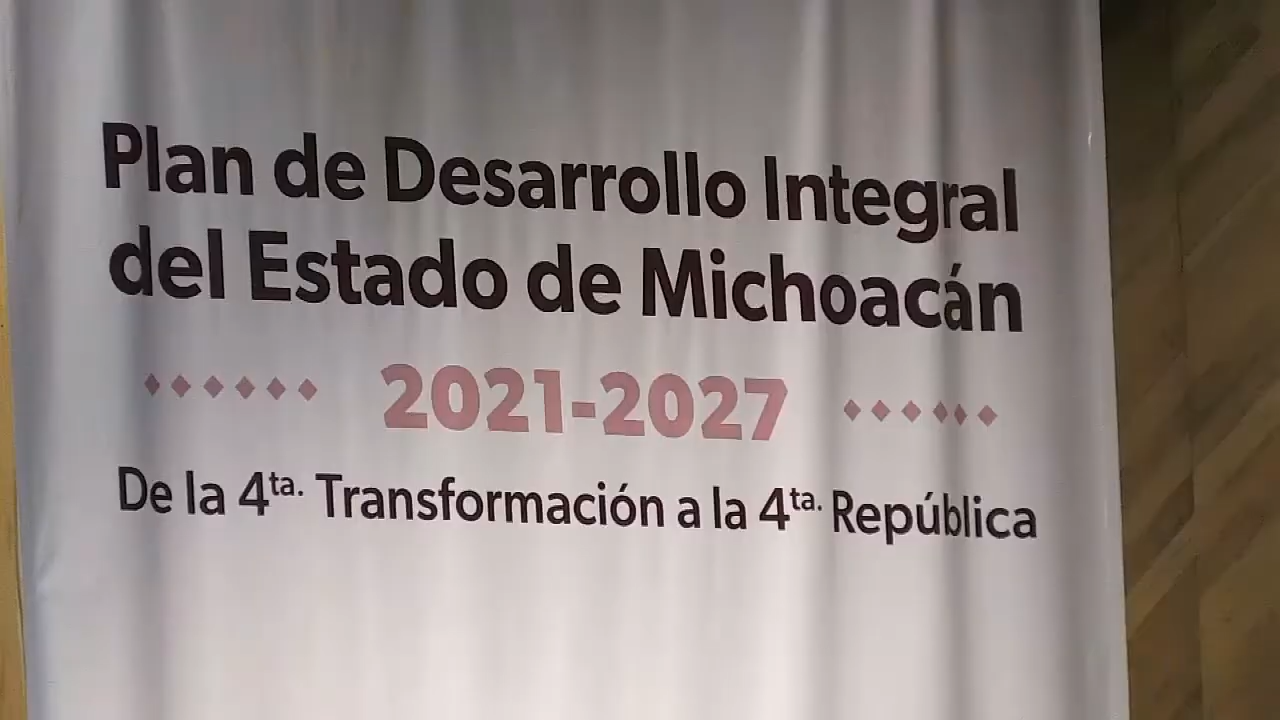 Plan de Desarrollo Integral
del Estado de Michoacán
2021-2027
De la 4ta. Transformación a la 4ta. República